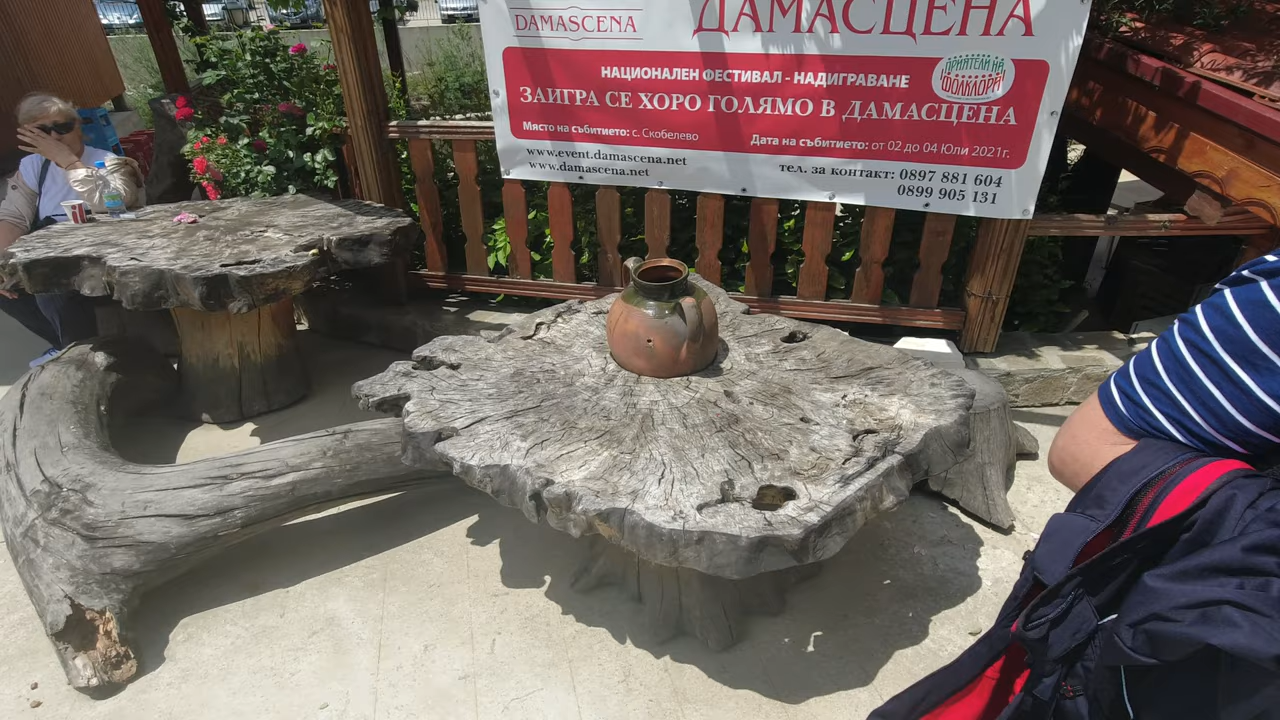 DAMASCENA
ДАМАСЦЕНА
НАЦИОНАЛЕН ФЕСТИВАЛ - НАДИГРАВАНЕ
ПРИЯТЕЛИ НА ФОЛКЛОРА
ЗАИГРА СЕ ХОРО ГОЛЯМО В ДАМАСЦЕНА
Място на събитието: с. Скобелево
Дата на събитието: от 02 до 04 Юли 2021г.
www.event.damascena.net
www.damascena.net
тел. за контакт: 0897 881 604
0899 905 131